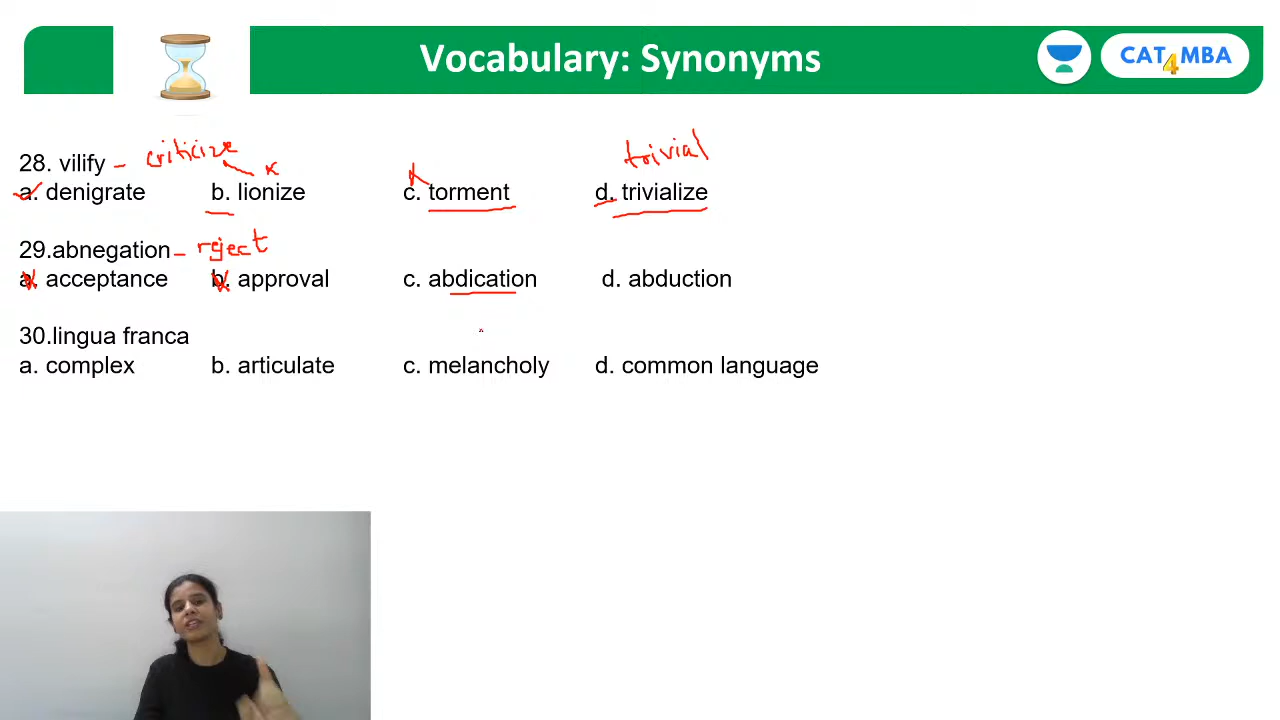 Vocabulary: Synonyms
CAT4MBA
28. vilify - criticize
trivial
a. denigrate b. lionize c. torment d. trivialize
29.abnegation - reject
a. acceptance b. approval c. abdication d. abduction
30.lingua franca
a. complex b. articulate c. melancholy d. common language